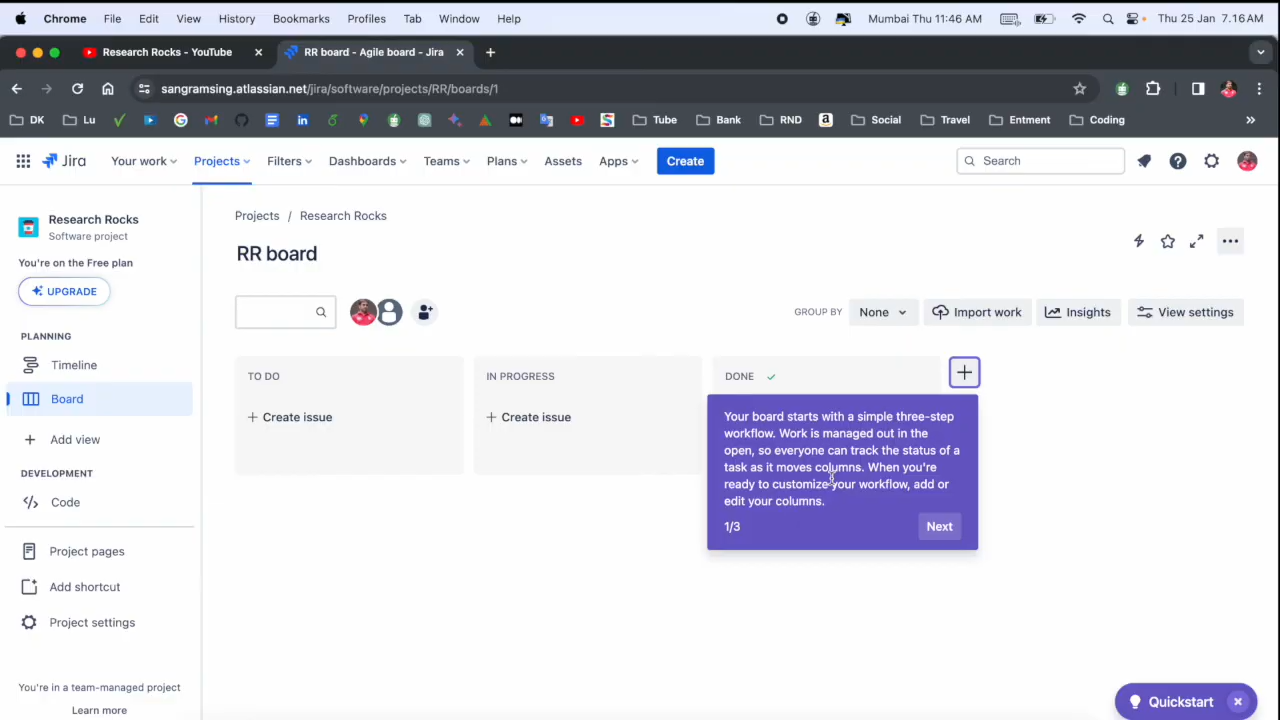 Chrome File Edit View History Bookmarks Profiles Tab Window Help Mumbai Thu 11:46 AM Thu 25 Jan 7.16 AM
Research Rocks - YouTube RR board - Agile board - Jira
sangramsing.atlassian.net/jira/software/projects/RR/boards/1
DK Lu Tube Bank RND Social Travel Entment Coding
Jira Your work Projects Filters Dashboards Teams Plans Assets Apps Create Search
Research Rocks
Software project
You're on the Free plan
UPGRADE
PLANNING
Timeline
Board
Add view
DEVELOPMENT
Code
Project pages
Add shortcut
Project settings
You're in a team-managed project
Learn more
Projects / Research Rocks
RR board
GROUP BY None Import work Insights View settings
TO DO IN PROGRESS DONE
+ Create issue + Create issue
Your board starts with a simple three-step
workflow. Work is managed out in the
open, so everyone can track the status of a
task as it moves columns. When you're
ready to customize your workflow, add or
edit your columns.
1/3 Next
Quickstart